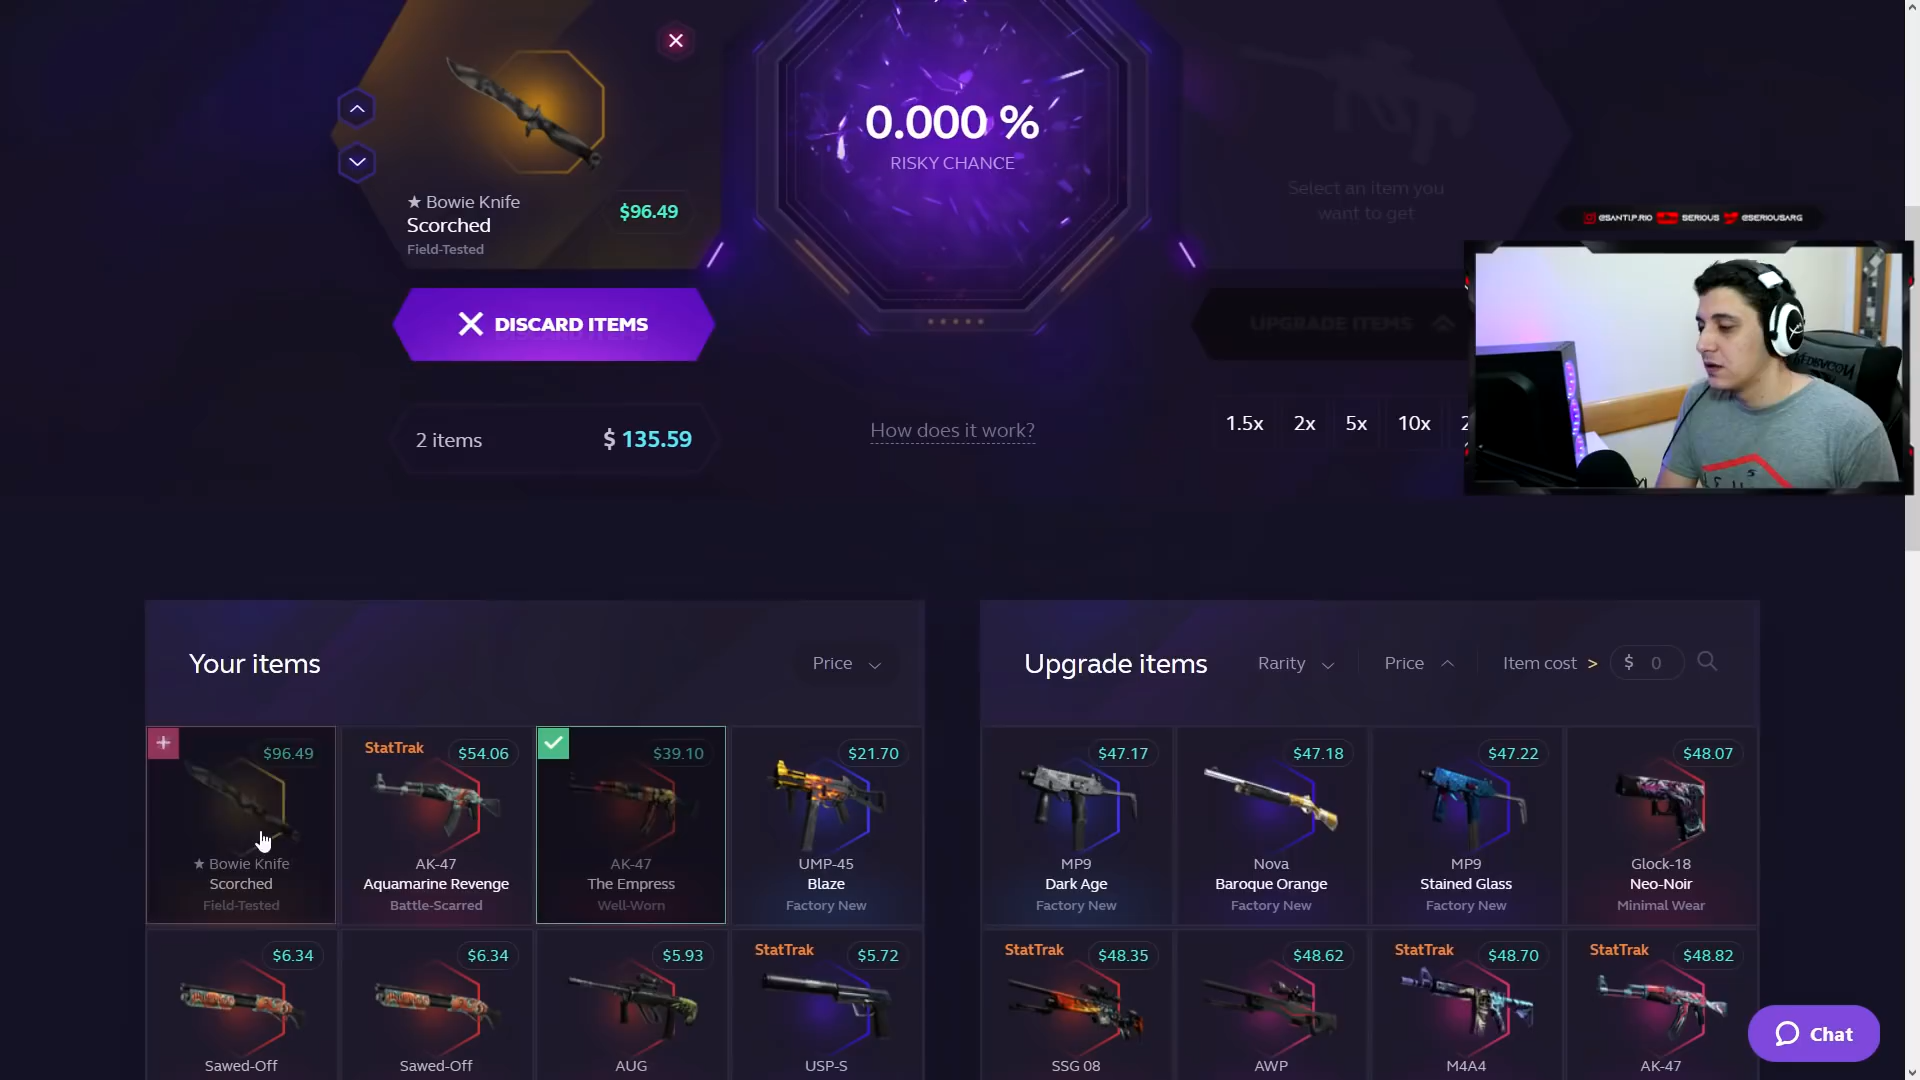 0.000 %
RISKY CHANCE
★ Bowie Knife
Scorched
Field-Tested
$96.49
Select an item you
want to get
@SANTI.P.RIO SERIOUS @SERIOUSARG
DISCARD ITEMS
UPGRADE ITEMS
2 items
$ 135.59
How does it work?
1.5x 2x 5x 10x 2
Your items
Price
Upgrade items
Rarity
Price
Item cost > $ 0
$96.49
★ Bowie Knife
Scorched
Field-Tested
StatTrak $54.06
AK-47
Aquamarine Revenge
Battle-Scarred
$39.10
AK-47
The Empress
Well-Worn
$21.70
UMP-45
Blaze
Factory New
$47.17
MP9
Dark Age
Factory New
$47.18
Nova
Baroque Orange
Factory New
$47.22
MP9
Stained Glass
Factory New
$48.07
Glock-18
Neo-Noir
Minimal Wear
$6.34
Sawed-Off
$6.34
Sawed-Off
$5.93
AUG
StatTrak $5.72
USP-S
StatTrak $48.35
SSG 08
$48.62
AWP
StatTrak $48.70
M4A4
StatTrak $48.82
AK-47
Chat